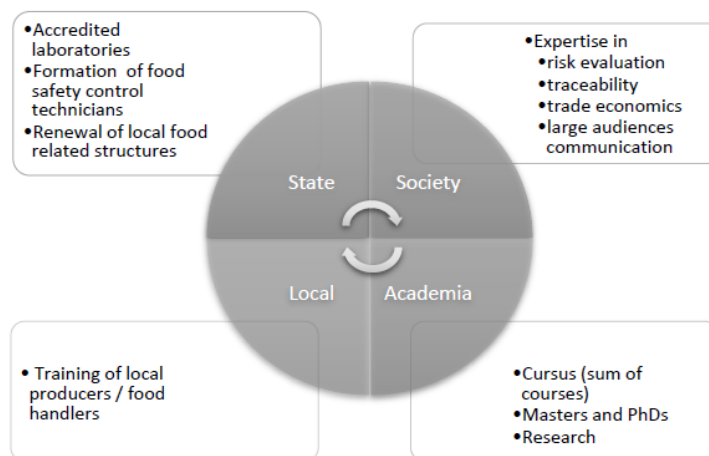 •Accredited
laboratories
•Formation of food
safety control
technicians
•Renewal of local food
related structures
•Expertise in
•risk evaluation
•traceability
•trade economics
•large audiences
communication
State
Society
Local
Academia
• Training of local
producers / food
handlers
•Cursus (sum of
courses)
•Masters and PhDs
•Research